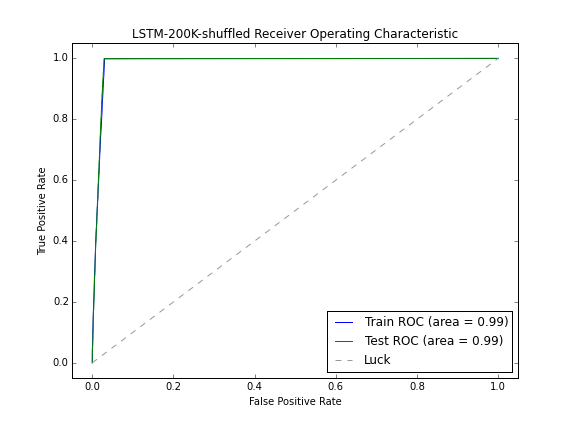 LSTM-200K-shuffled Receiver Operating Characteristic
True Positive Rate
1.0
0.8
0.6
0.4
0.2
0.0
0.0 0.2 0.4 0.6 0.8 1.0
False Positive Rate
Train ROC (area = 0.99)
Test ROC (area = 0.99)
Luck